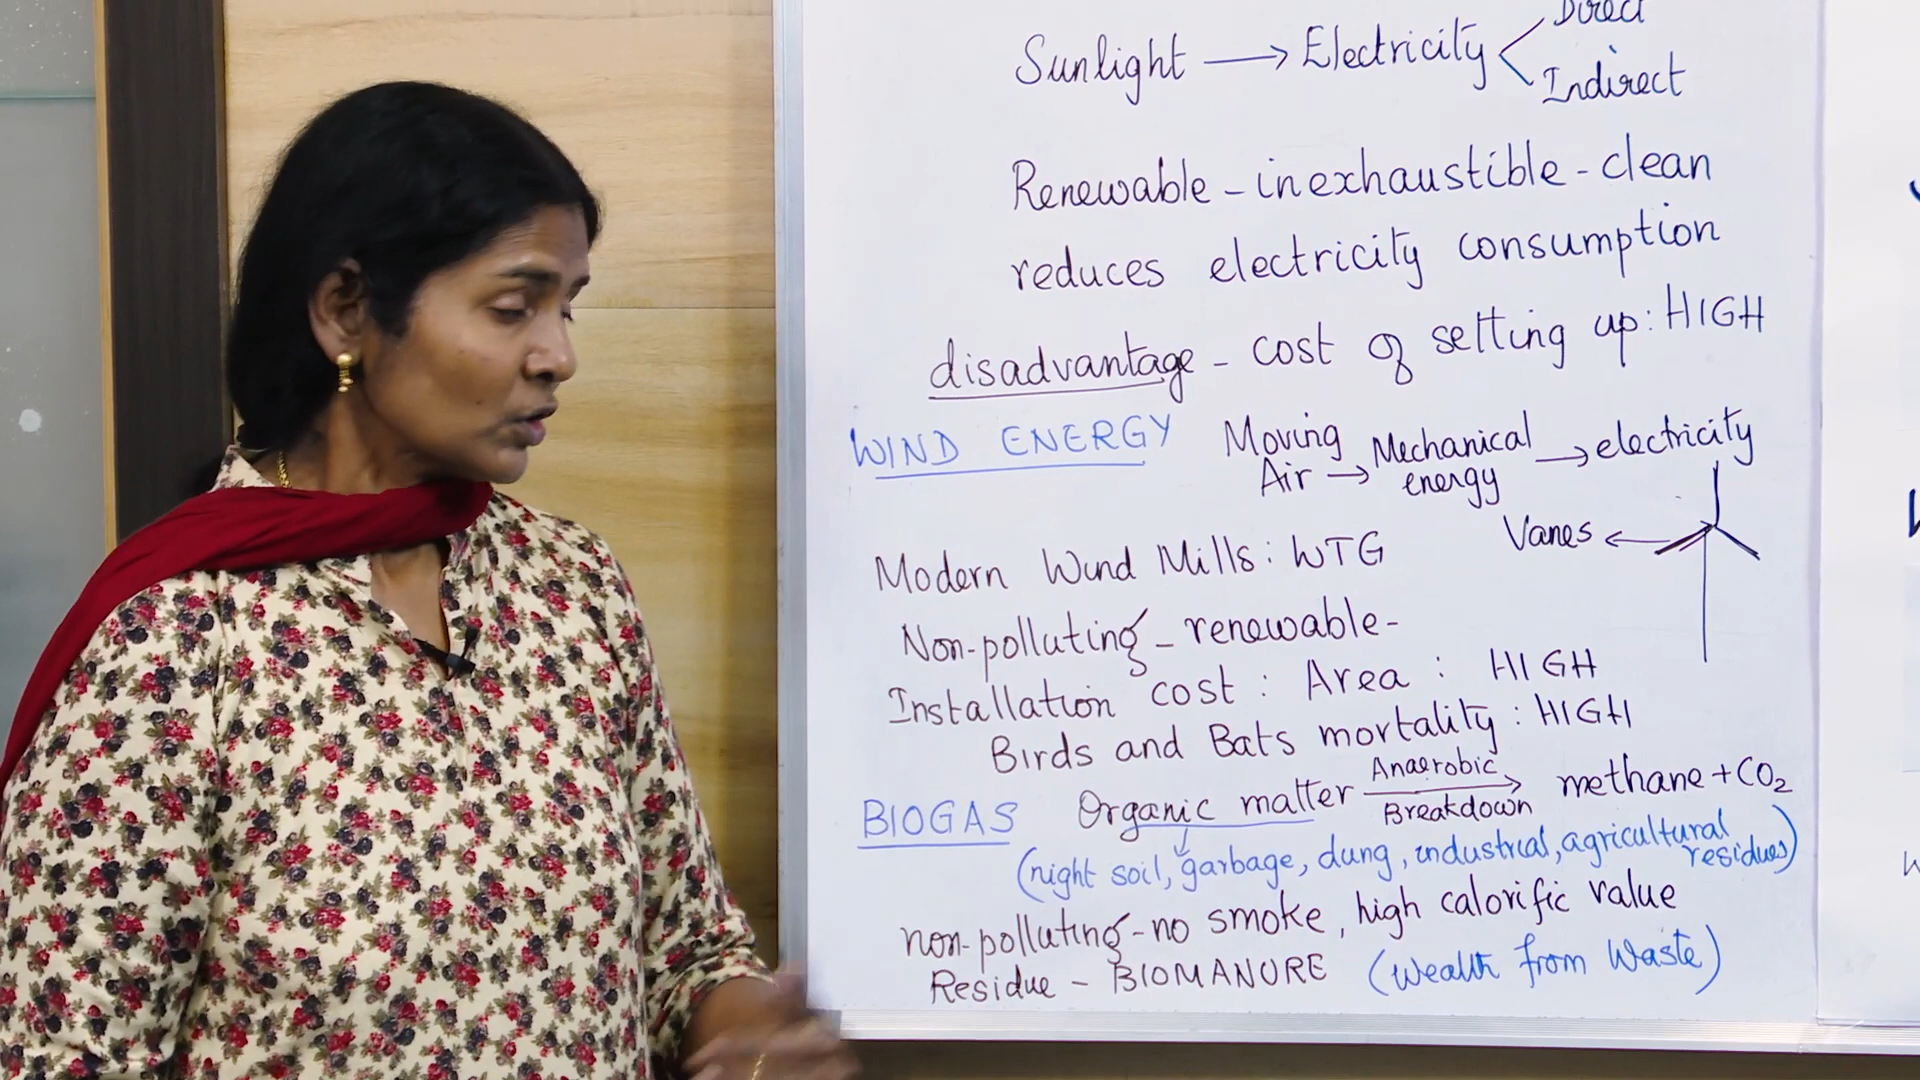 Direct
Sunlight → Electricity < Indirect
Renewable - inexhaustible - clean
reduces electricity consumption
disadvantage - cost of setting up: HIGH
WIND ENERGY Moving Air → Mechanical energy → electricity
Vanes ←
Modern Wind Mills: WTG
Non-polluting - renewable-
Installation cost : Area : HIGH
Birds and Bats mortality : HIGH
BIOGAS Organic matter Anaerobic Breakdown → methane + CO₂
(night soil, garbage, dung, industrial, agricultural residues)
non-polluting - no smoke, high calorific value
Residue - BIOMANURE (Wealth from Waste)